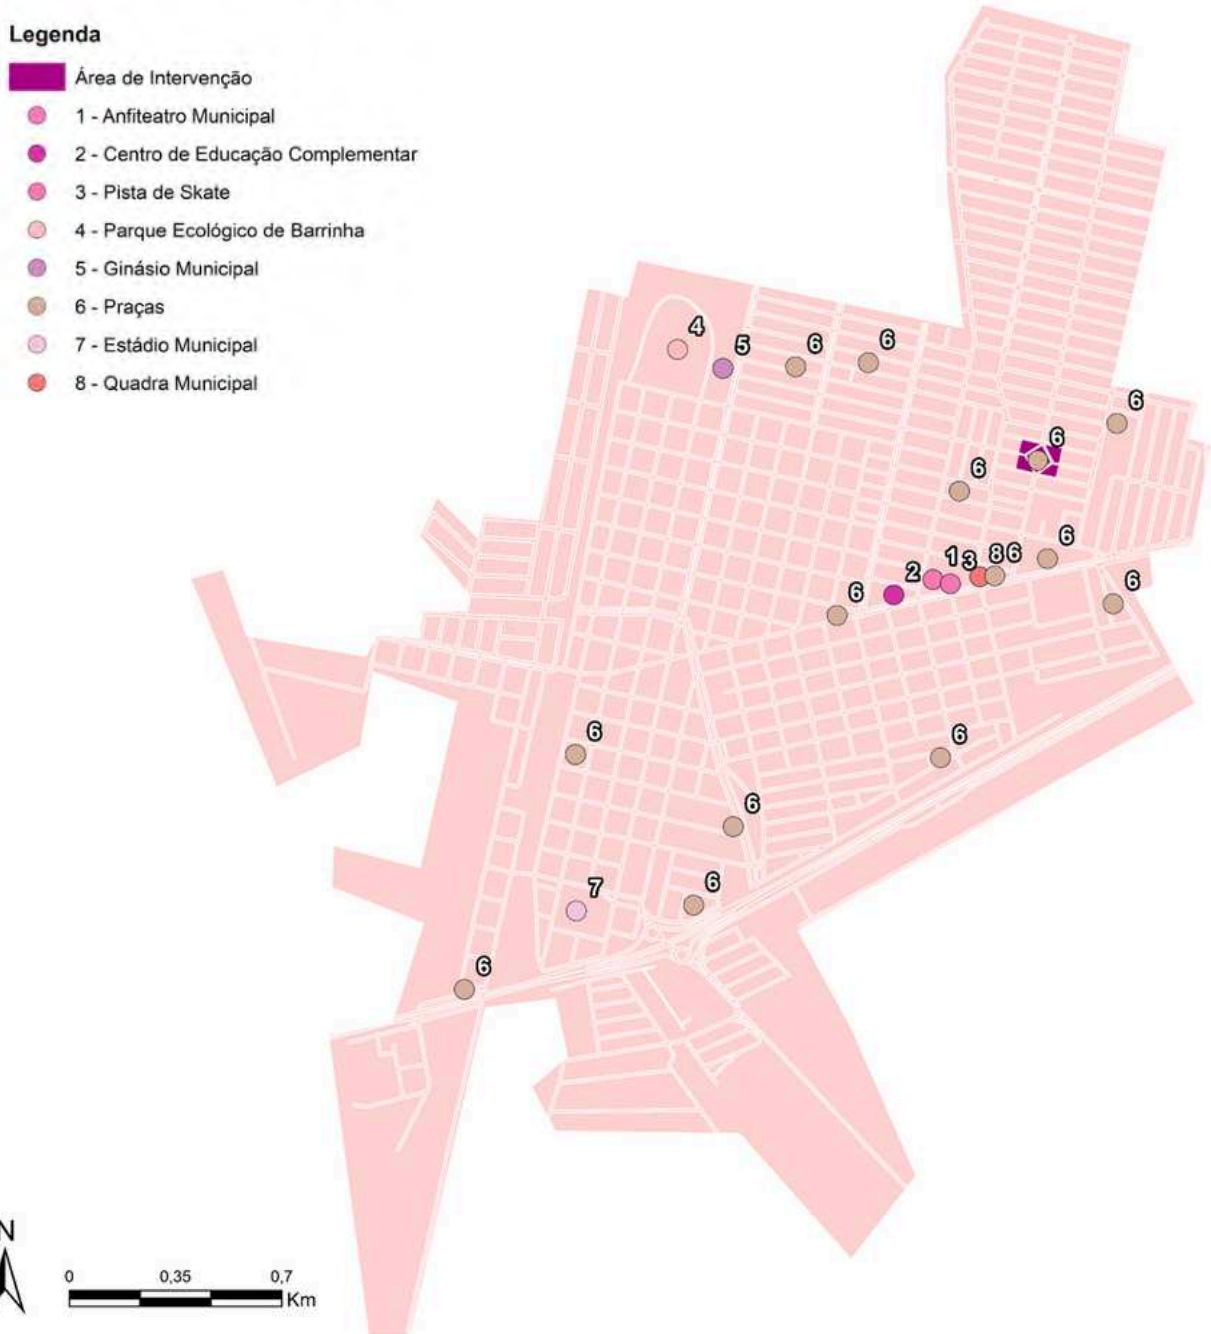 Legenda
Área de Intervenção
1 - Anfiteatro Municipal
2 - Centro de Educação Complementar
3 - Pista de Skate
4 - Parque Ecológico de Barrinha
5 - Ginásio Municipal
6 - Praças
7 - Estádio Municipal
8 - Quadra Municipal
4
5
6
6
6
6
6
6
1
3
8
6
2
6
6
6
6
6
6
7
6
N
0
0,35
0,7
Km